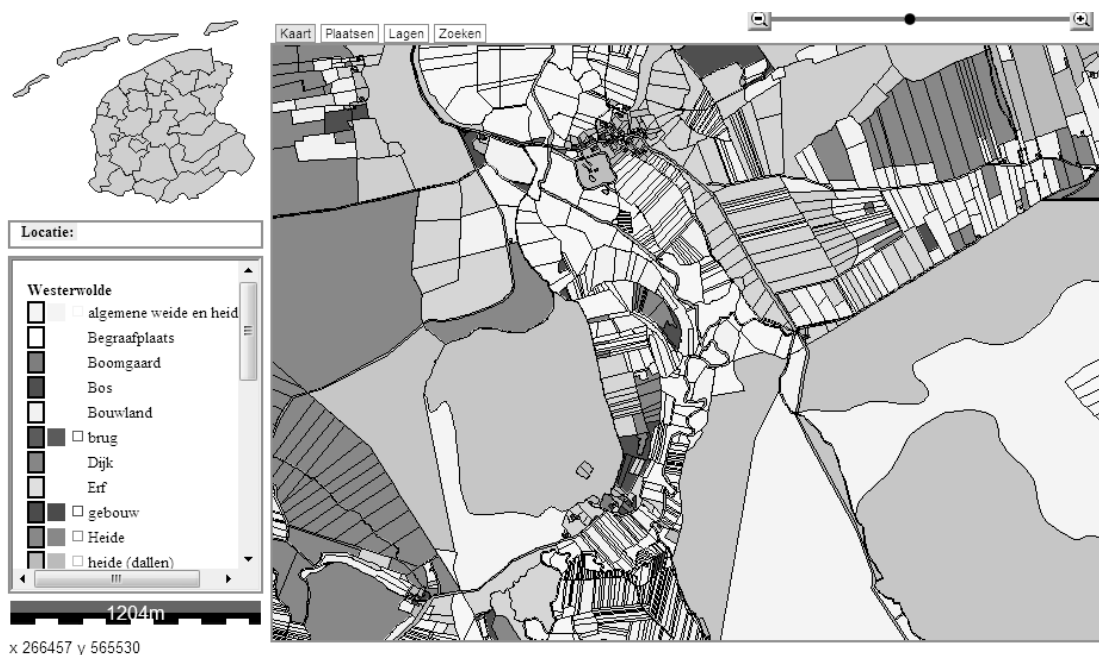 Kaart Plaatsen Lagen Zoeken
Locatie:
Westerwolde
algemene weide en heid
Begraafplaats
Boomgaard
Bos
Bouwland
brug
Dijk
Erf
gebouw
Heide
heide (dallen)
1204m
x 266457 y 565530